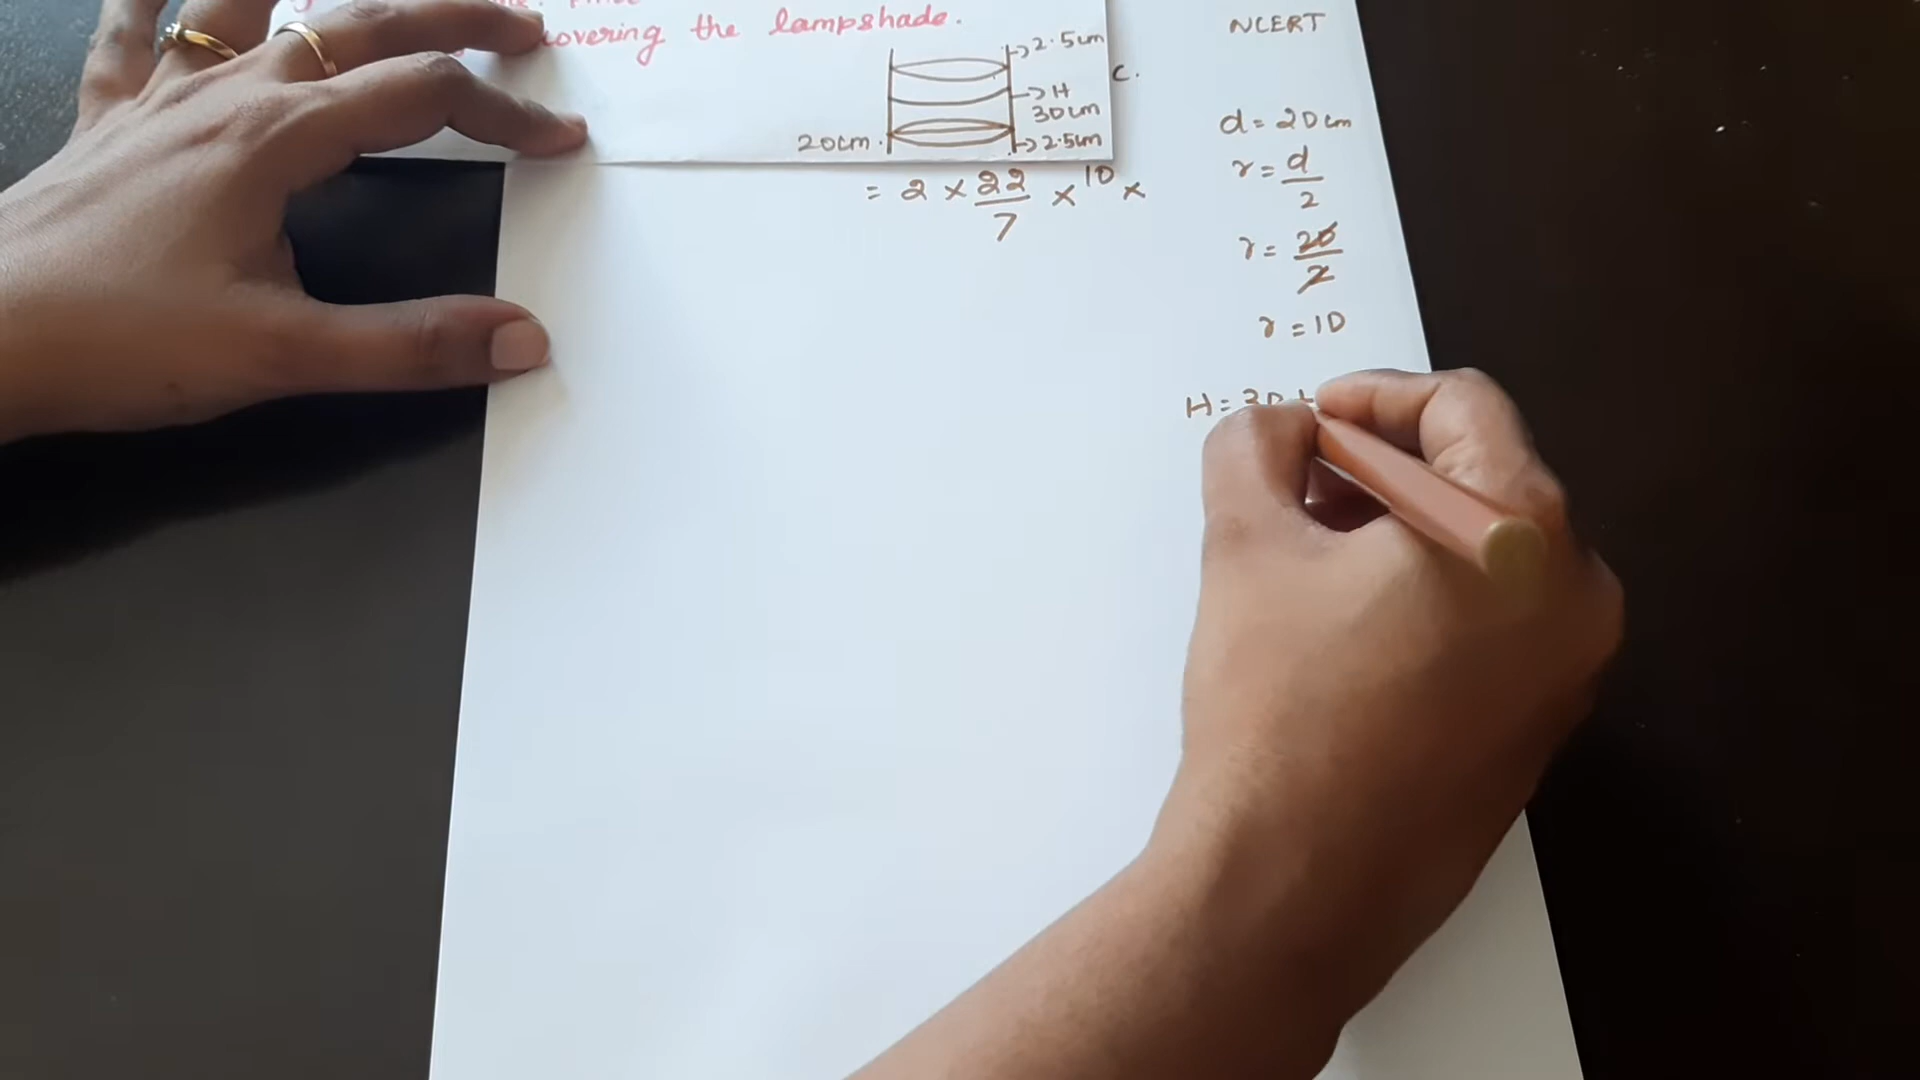 covering the lampshade.
2.5cm
H
30cm
20cm
2.5cm
= 2 × 22/7 × 10 ×
NCERT
C.
d = 20cm
r = d/2
r = 20/2
r = 10
H = 30 +